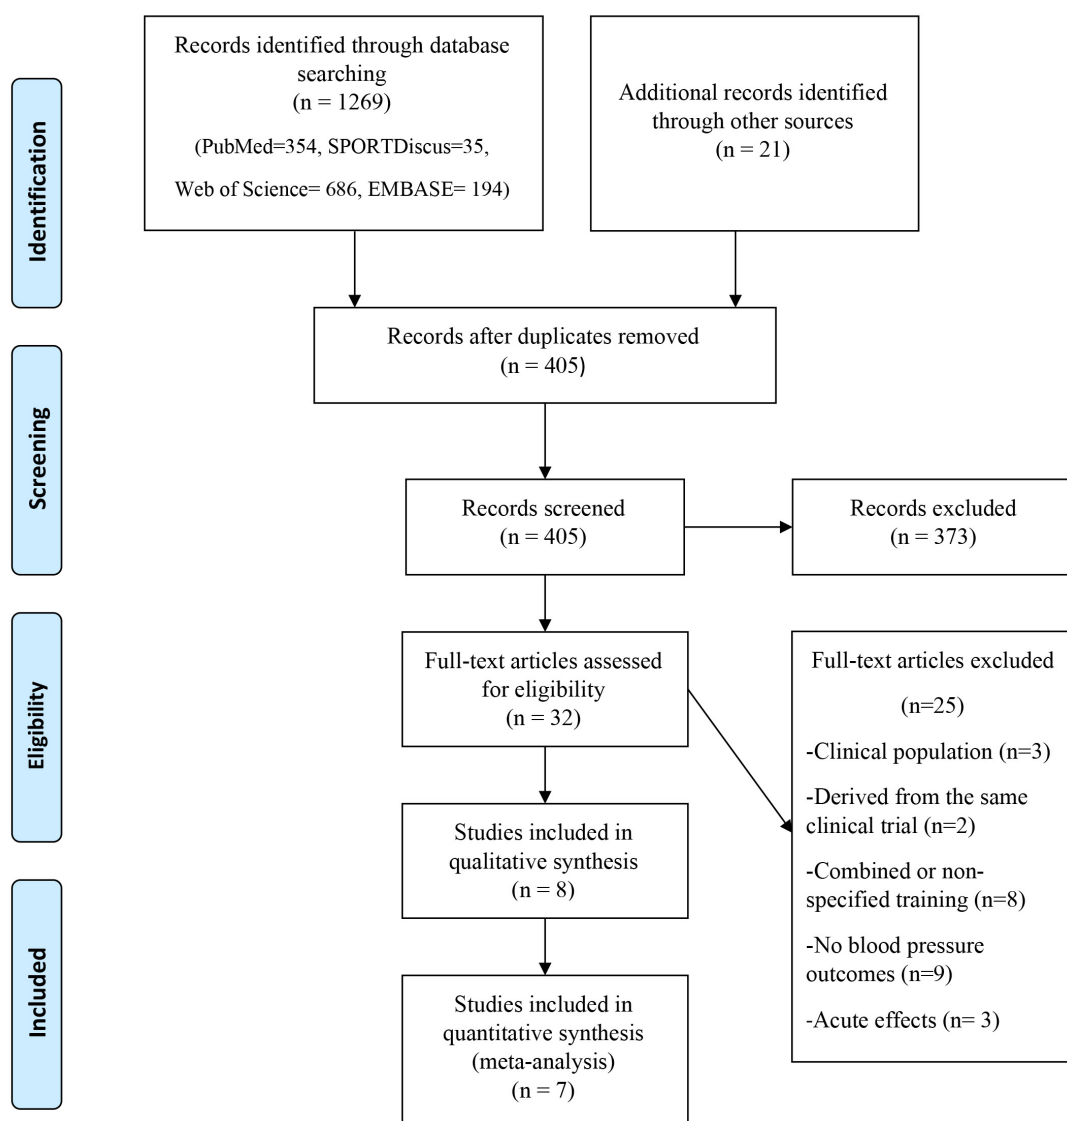 Identification
Records identified through database
searching
(n = 1269)
(PubMed=354, SPORTDiscus=35,
Web of Science= 686, EMBASE= 194)
Additional records identified
through other sources
(n = 21)
Records after duplicates removed
(n = 405)
Screening
Records screened
(n = 405)
Records excluded
(n = 373)
Eligibility
Full-text articles assessed
for eligibility
(n = 32)
Full-text articles excluded
(n=25)
-Clinical population (n=3)
-Derived from the same
clinical trial (n=2)
-Combined or non-
specified training (n=8)
-No blood pressure
outcomes (n=9)
-Acute effects (n= 3)
Studies included in
qualitative synthesis
(n = 8)
Included
Studies included in
quantitative synthesis
(meta-analysis)
(n = 7)